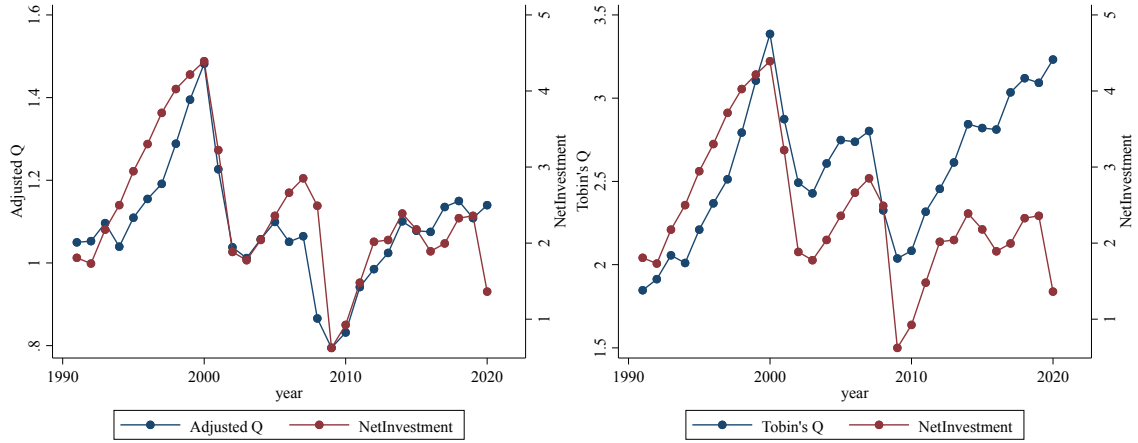 1.6
1.4
1.2
1
.8
Adjusted Q
5
4
3
2
1
NetInvestment
1990
2000
2010
2020
year
Adjusted Q
NetInvestment
3.5
3
2.5
2
1.5
Tobin's Q
5
4
3
2
1
NetInvestment
1990
2000
2010
2020
year
Tobin's Q
NetInvestment